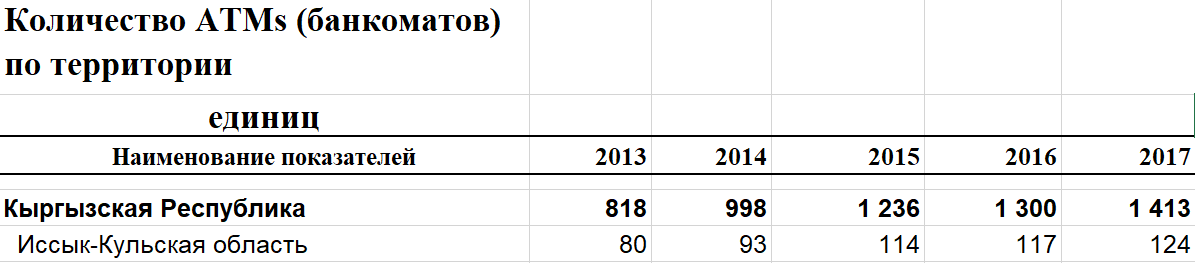 Количество ATMs (банкоматов)
по территории
единиц
Наименование показателей 2013 2014 2015 2016 2017
Кыргызская Республика 818 998 1 236 1 300 1 413
Иссык-Кульская область 80 93 114 117 124